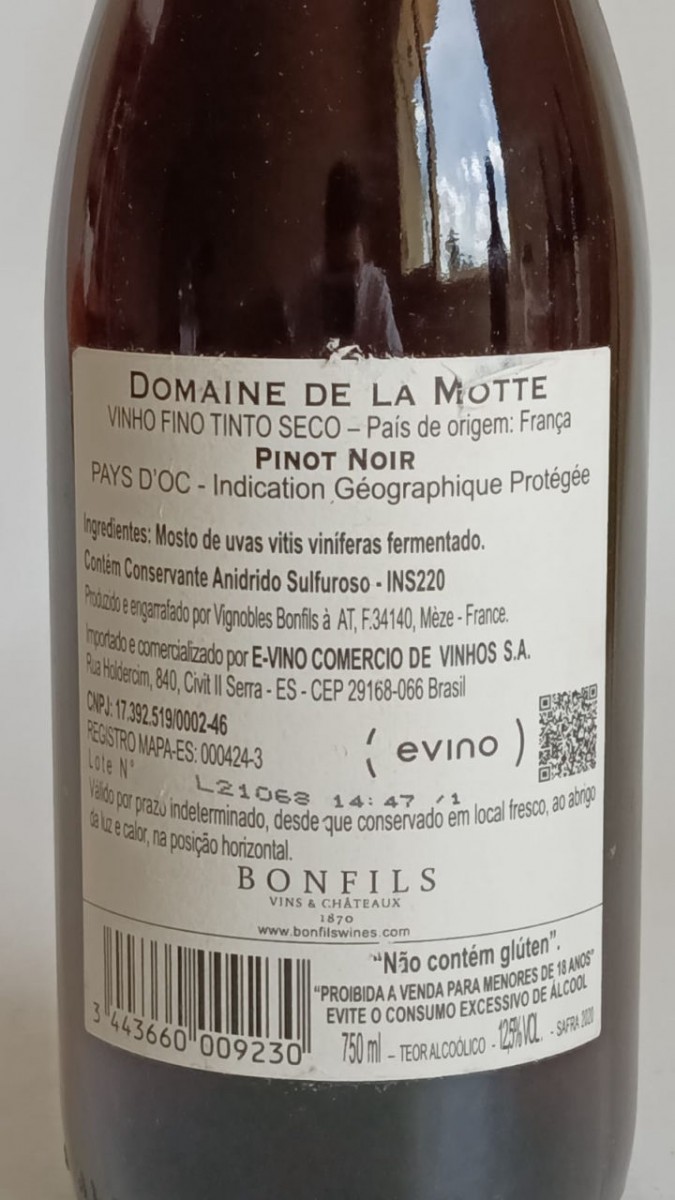 DOMAINE DE LA MOTTE
VINHO FINO TINTO SECO – País de origem: França
PINOT NOIR
PAYS D'OC - Indication Géographique Protégée
Ingredientes: Mosto de uvas vitis viníferas fermentado.
Contém Conservante Anidrido Sulfuroso - INS220
Produzido e engarrafado por Vignobles Bonfils à AT, F.34140, Mèze - France.
Importado e comercializado por E-VINO COMERCIO DE VINHOS S.A.
Rua Holdercim, 840, Civit II Serra - ES - CEP 29168-066 Brasil
CNPJ: 17.392.519/0002-46
REGISTRO MAPA-ES: 000424-3
( evino )
Lote N°
L21068 14:47 /1
Válido por prazo indeterminado, desde que conservado em local fresco, ao abrigo
da luz e calor, na posição horizontal.
BONFILS
VINS & CHÂTEAUX
1870
www.bonfilswines.com
"Não contém glúten".
"PROIBIDA A VENDA PARA MENORES DE 18 ANOS"
EVITE O CONSUMO EXCESSIVO DE ÁLCOOL
750 ml – TEOR ALCOÓLICO - 12,5% VOL. - SAFRA 2020
3 443660 009230